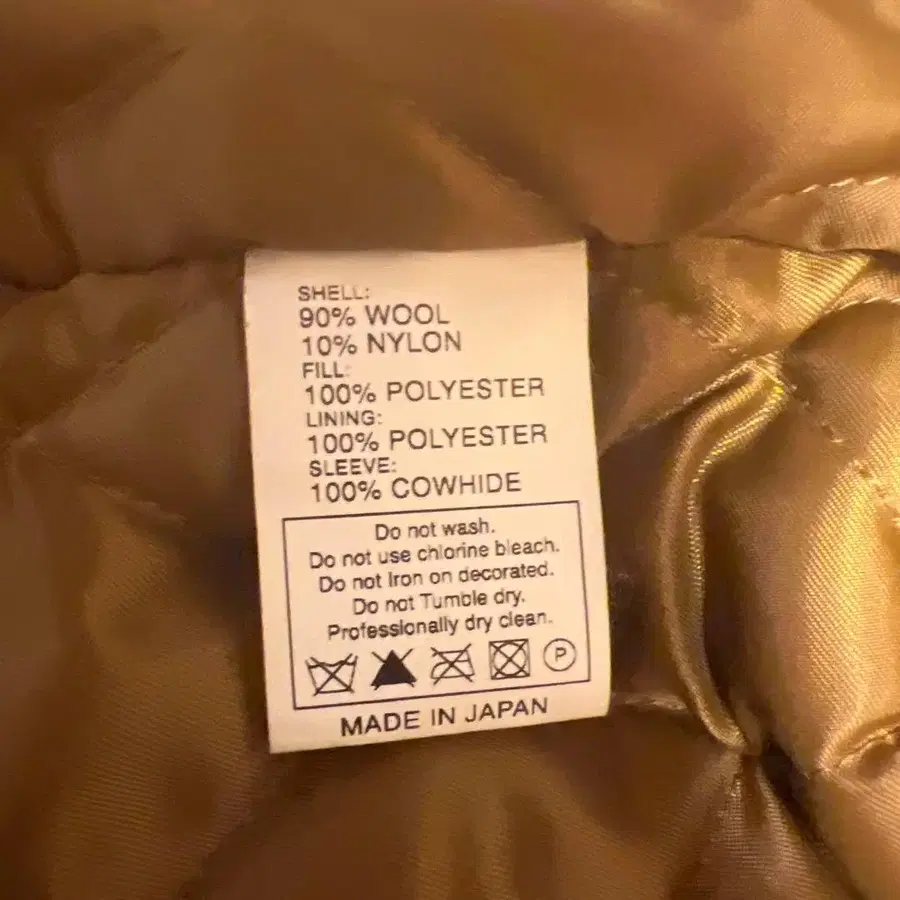 SHELL:
90% WOOL
10% NYLON
FILL:
100% POLYESTER
LINING:
100% POLYESTER
SLEEVE:
100% COWHIDE
Do not wash.
Do not use chlorine bleach.
Do not Iron on decorated.
Do not Tumble dry.
Professionally dry clean.
P
MADE IN JAPAN